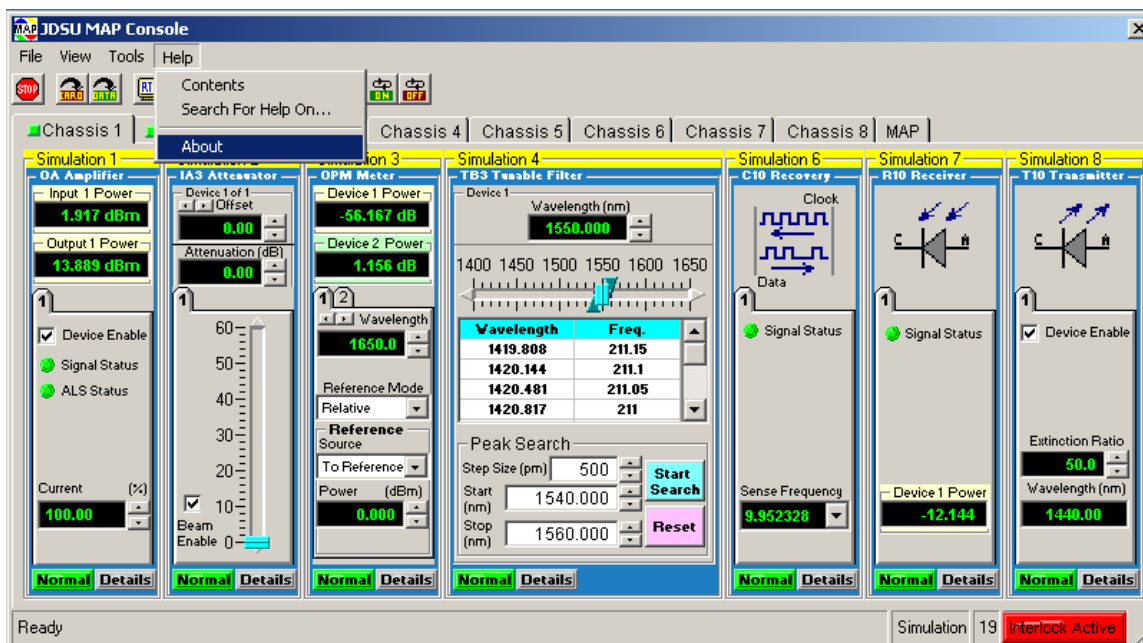 MAP JDSU MAP Console
File View Tools Help
STOP CARD DATA RT ON OFF
Contents
Search For Help On...
About
Chassis 1 Chassis 4 Chassis 5 Chassis 6 Chassis 7 Chassis 8 MAP
Simulation 1
OA Amplifier
Input 1 Power
1.917 dBm
Output 1 Power
13.889 dBm
1
Device Enable
Signal Status
ALS Status
Current (%)
100.00
Normal Details
IA3 Attenuator
Device 1 of 1
Offset
0.00
Attenuation (dB)
0.00
1
60
50
40
30
20
10
0
Beam
Enable
Normal Details
3
OPM Meter
Device 1 Power
-56.167 dB
Device 2 Power
1.156 dB
1 2
Wavelength
1650.0
Reference Mode
Relative
Reference
Source
To Reference
Power (dBm)
0.000
Normal Details
Simulation 4
TB3 Tunable Filter
Device 1
Wavelength (nm)
1550.000
1400 1450 1500 1550 1600 1650
Wavelength Freq.
1419.808 211.15
1420.144 211.1
1420.481 211.05
1420.817 211
Peak Search
Step Size (pm) 500
Start
(nm) 1540.000
Stop
(nm) 1560.000
Start
Search
Reset
Normal Details
Simulation 6
C10 Recovery
Clock
Data
1
Signal Status
Sense Frequency
9.952328
Normal Details
Simulation 7
R10 Receiver
C A
1
Signal Status
Device 1 Power
-12.144
Normal Details
Simulation 8
T10 Transmitter
C A
1
Device Enable
Extinction Ratio
50.0
Wavelength (nm)
1440.00
Normal Details
Ready Simulation 19 Interlock Active